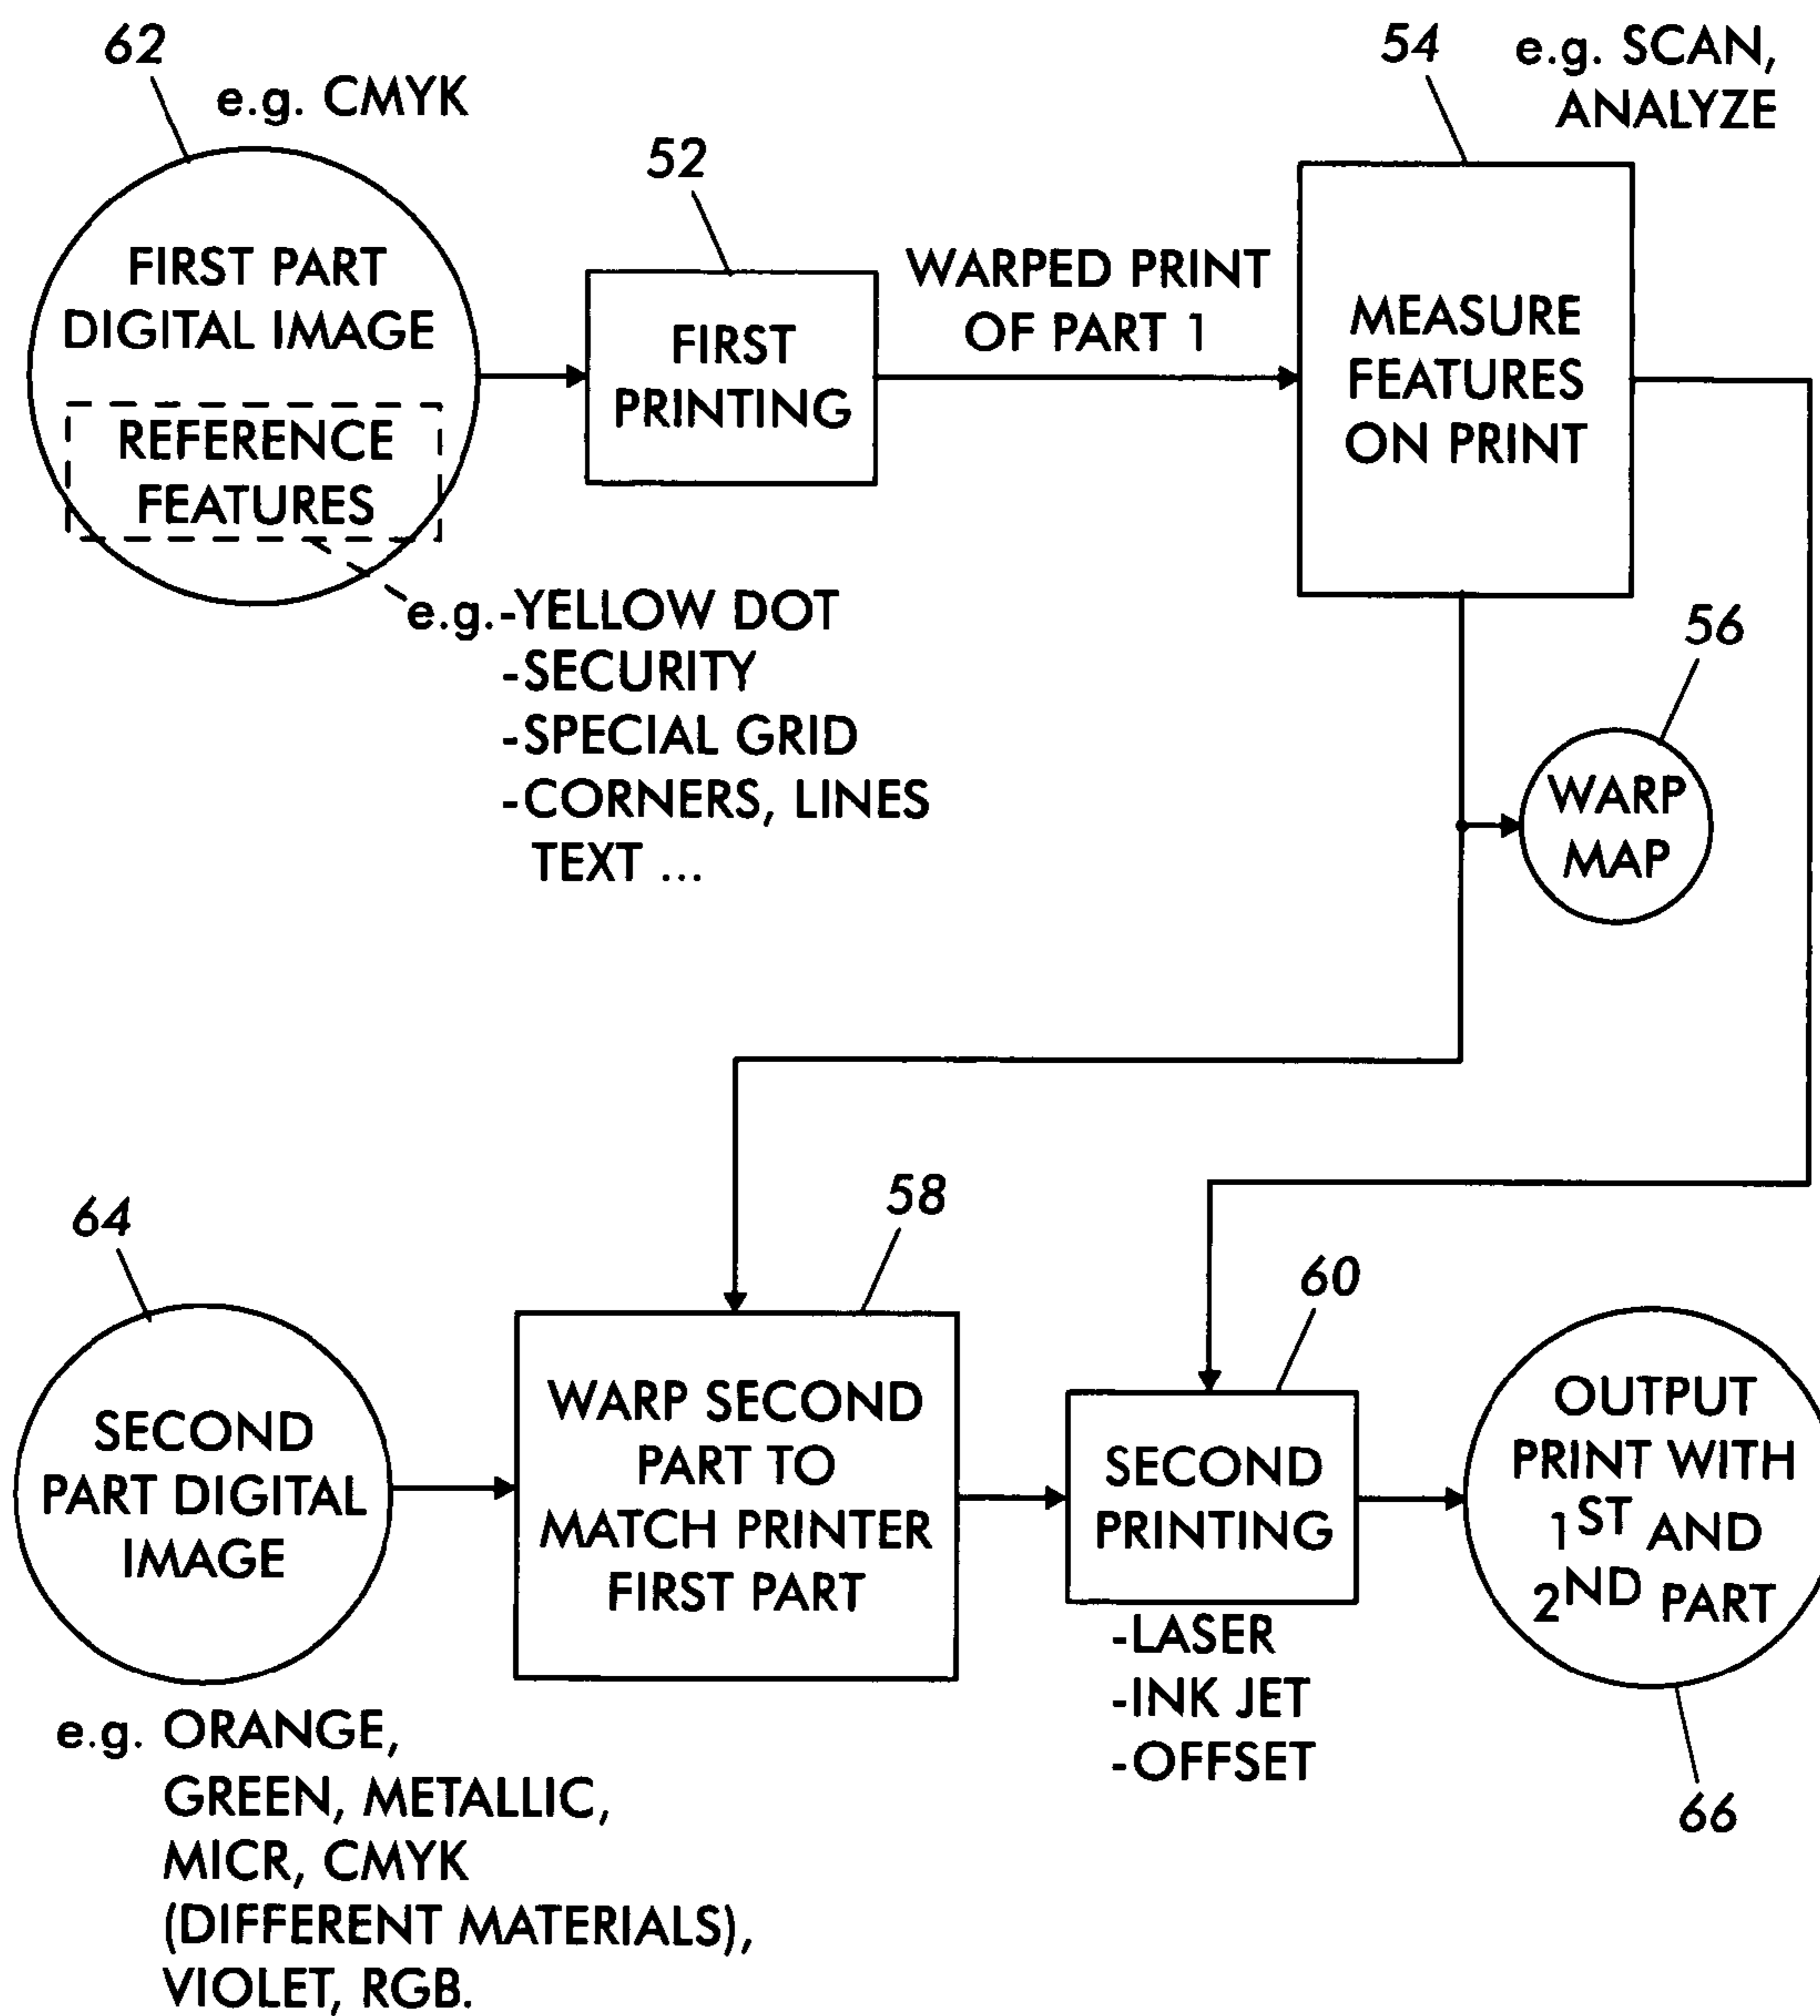 62
e.g. CMYK
FIRST PART
DIGITAL IMAGE
REFERENCE
FEATURES
e.g.-YELLOW DOT
-SECURITY
-SPECIAL GRID
-CORNERS, LINES
TEXT ...
52
FIRST
PRINTING
WARPED PRINT
OF PART 1
54
e.g. SCAN,
ANALYZE
MEASURE
FEATURES
ON PRINT
56
WARP
MAP
64
SECOND
PART DIGITAL
IMAGE
e.g. ORANGE,
GREEN, METALLIC,
MICR, CMYK
(DIFFERENT MATERIALS),
VIOLET, RGB.
58
WARP SECOND
PART TO
MATCH PRINTER
FIRST PART
60
SECOND
PRINTING
-LASER
-INK JET
-OFFSET
OUTPUT
PRINT WITH
1ST AND
2ND PART
66